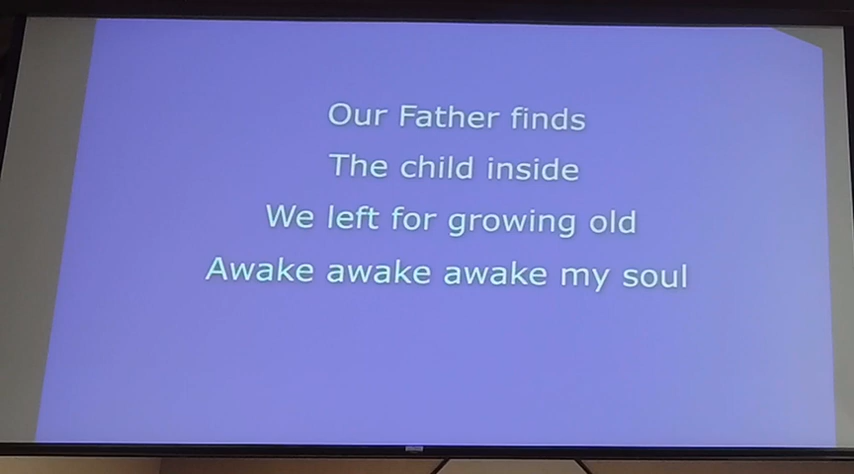 Our Father finds
The child inside
We left for growing old
Awake awake awake my soul